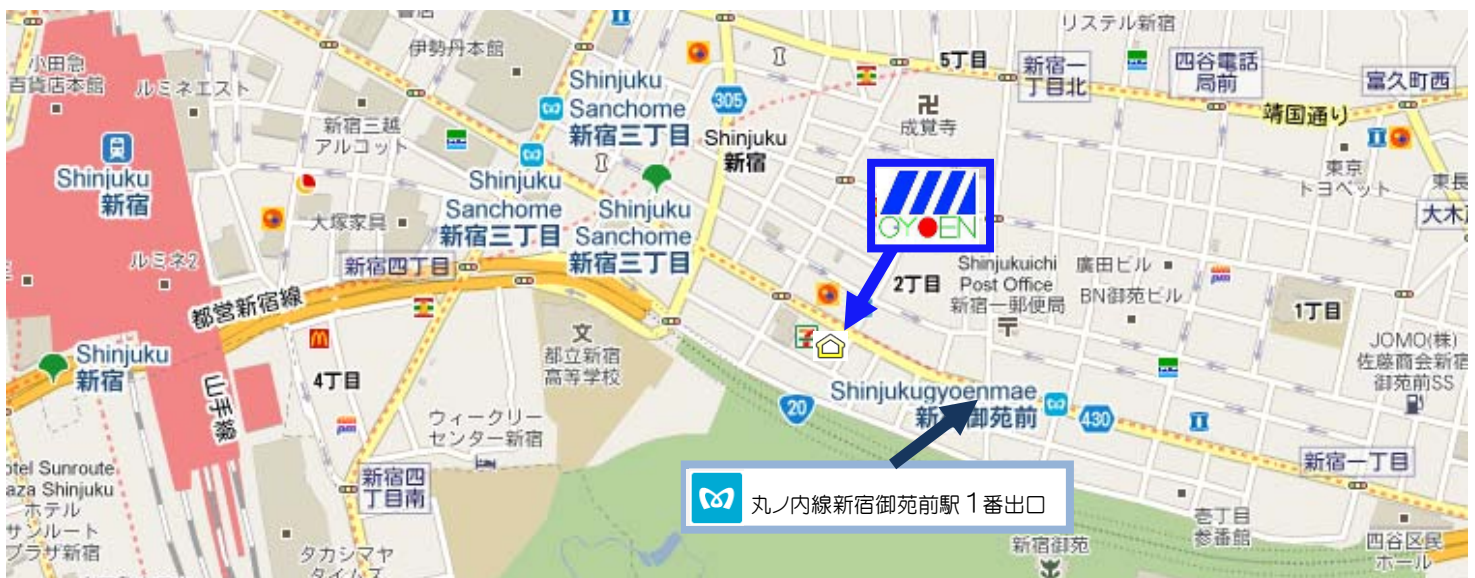 小田急
百貨店本館
ルミネエスト
伊勢丹本館
新宿三越
アルコット
Shinjuku
新宿
Shinjuku
Sanchome
新宿三丁目
Shinjuku
Sanchome
新宿三丁目
Shinjuku
Sanchome
新宿三丁目
305
Shinjuku
新宿
大塚家具
ルミネ2
新宿四丁目
都営新宿線
Shinjuku
新宿
山手線
4丁目
都立新宿
高等学校
ウィークリー
センター新宿
新宿四
丁目南
otel Sunroute
aza Shinjuku
ホテル
サンルート
プラザ新宿
タカシマヤ
タイムズ
リステル新宿
5丁目
新宿一
丁目北
四谷電話
局前
富久町西
靖国通り
成覚寺
東京
トヨペット
東長
大木
GYOEN
2丁目
Shinjukuichi
Post Office
新宿一郵便局
廣田ビル
BN御苑ビル
1丁目
JOMO(株)
佐藤商会新宿
御苑前SS
20
Shinjukugyoenmae
新宿御苑前
430
新宿一丁目
丸ノ内線新宿御苑前駅1番出口
新宿御苑
壱丁目
参番館
四谷区民
ホール